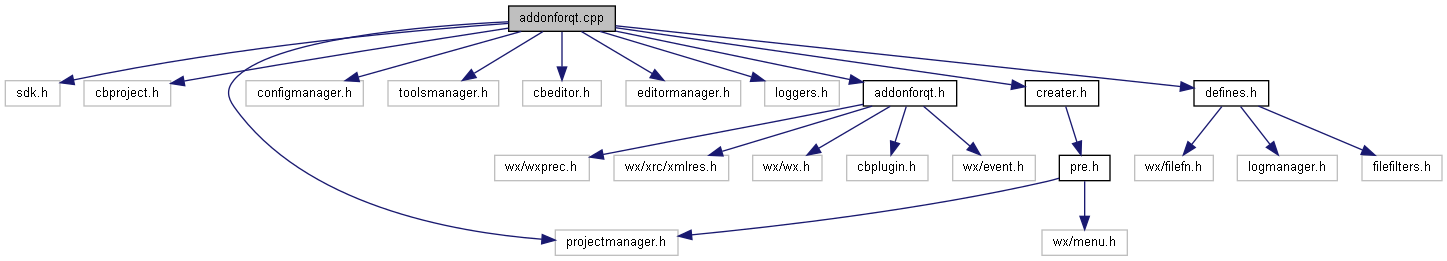 addonforqt.cpp
sdk.h
cbproject.h
configmanager.h
toolsmanager.h
cbeditor.h
editormanager.h
loggers.h
addonforqt.h
creater.h
defines.h
wx/wxprec.h
wx/xrc/xmlres.h
wx/wx.h
cbplugin.h
wx/event.h
pre.h
wx/filefn.h
logmanager.h
filefilters.h
projectmanager.h
wx/menu.h